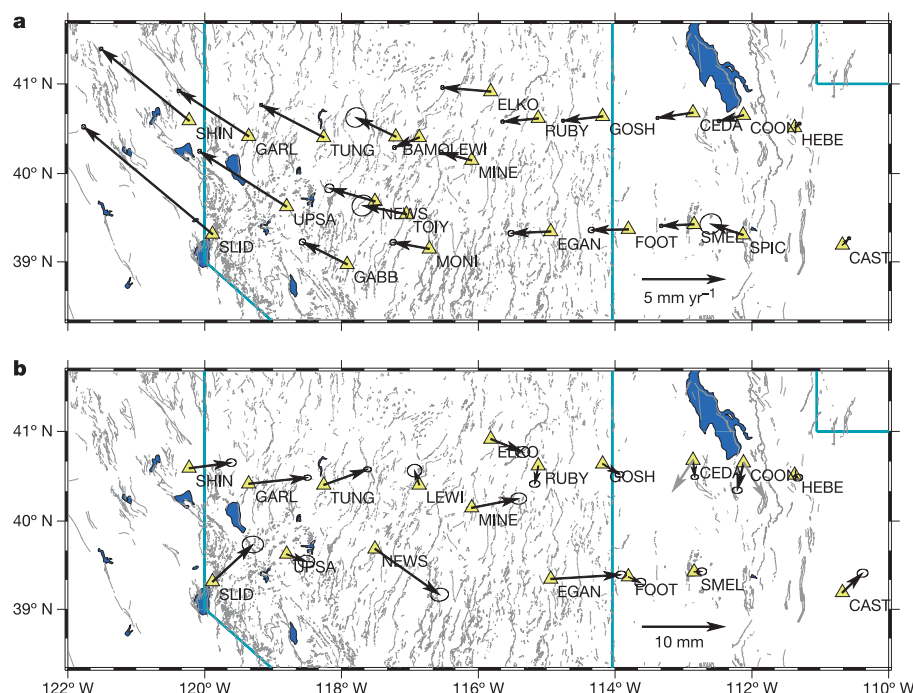 a
41° N
40° N
39° N
ELKO
SHIN
GARL
TUNG
BAMO
LEWI
RUBY
GOSH
CEDA
COON
HEBE
MINE
UPSA
NEWS
TOIY
SLID
GABB
MONI
EGAN
FOOT
SMEL
SPIC
CAST
5 mm yr⁻¹
b
41° N
40° N
39° N
ELKO
SHIN
GARL
TUNG
LEWI
RUBY
GOSH
CEDA
COON
HEBE
MINE
SLID
UPSA
NEWS
EGAN
FOOT
SMEL
CAST
10 mm
122° W 120° W 118° W 116° W 114° W 112° W 110° W